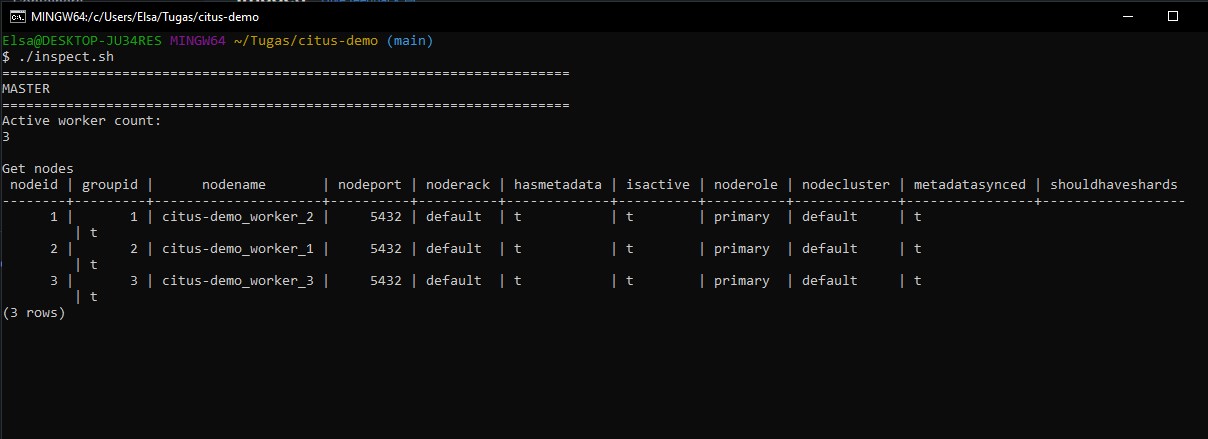 MINGW64:/c/Users/Elsa/Tugas/citus-demo
Elsa@DESKTOP-JU34RES MINGW64 ~/Tugas/citus-demo (main)
$ ./inspect.sh
=======================================================================
MASTER
=======================================================================
Active worker count:
3
Get nodes
 nodeid | groupid |      nodename       | nodeport | noderack | hasmetadata | isactive | noderole | nodecluster | metadatasynced | shouldhaveshards
--------+---------+---------------------+----------+----------+-------------+----------+----------+-------------+----------------+------------------
      1 |       1 | citus-demo_worker_2 |     5432 | default  | t           | t        | primary  | default     | t
         | t
      2 |       2 | citus-demo_worker_1 |     5432 | default  | t           | t        | primary  | default     | t
         | t
      3 |       3 | citus-demo_worker_3 |     5432 | default  | t           | t        | primary  | default     | t
         | t
(3 rows)